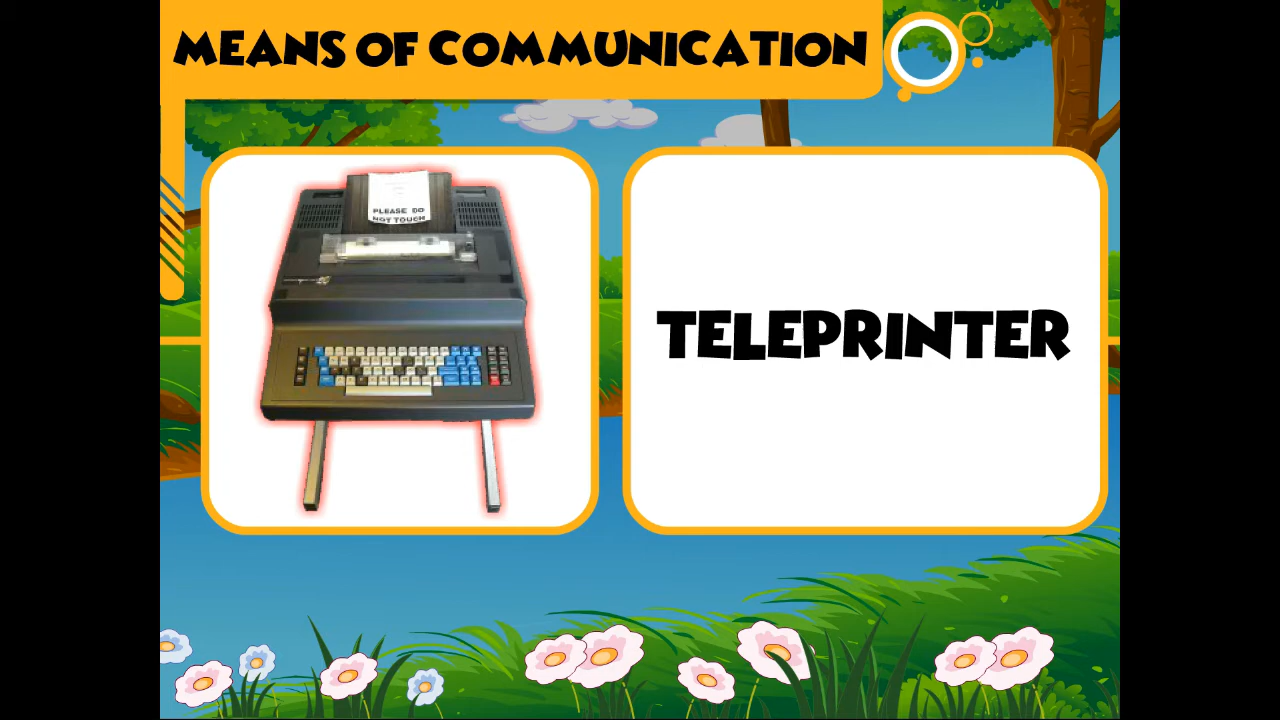 MEANS OF COMMUNICATION
PLEASE DO
NOT TOUCH
TELEPRINTER